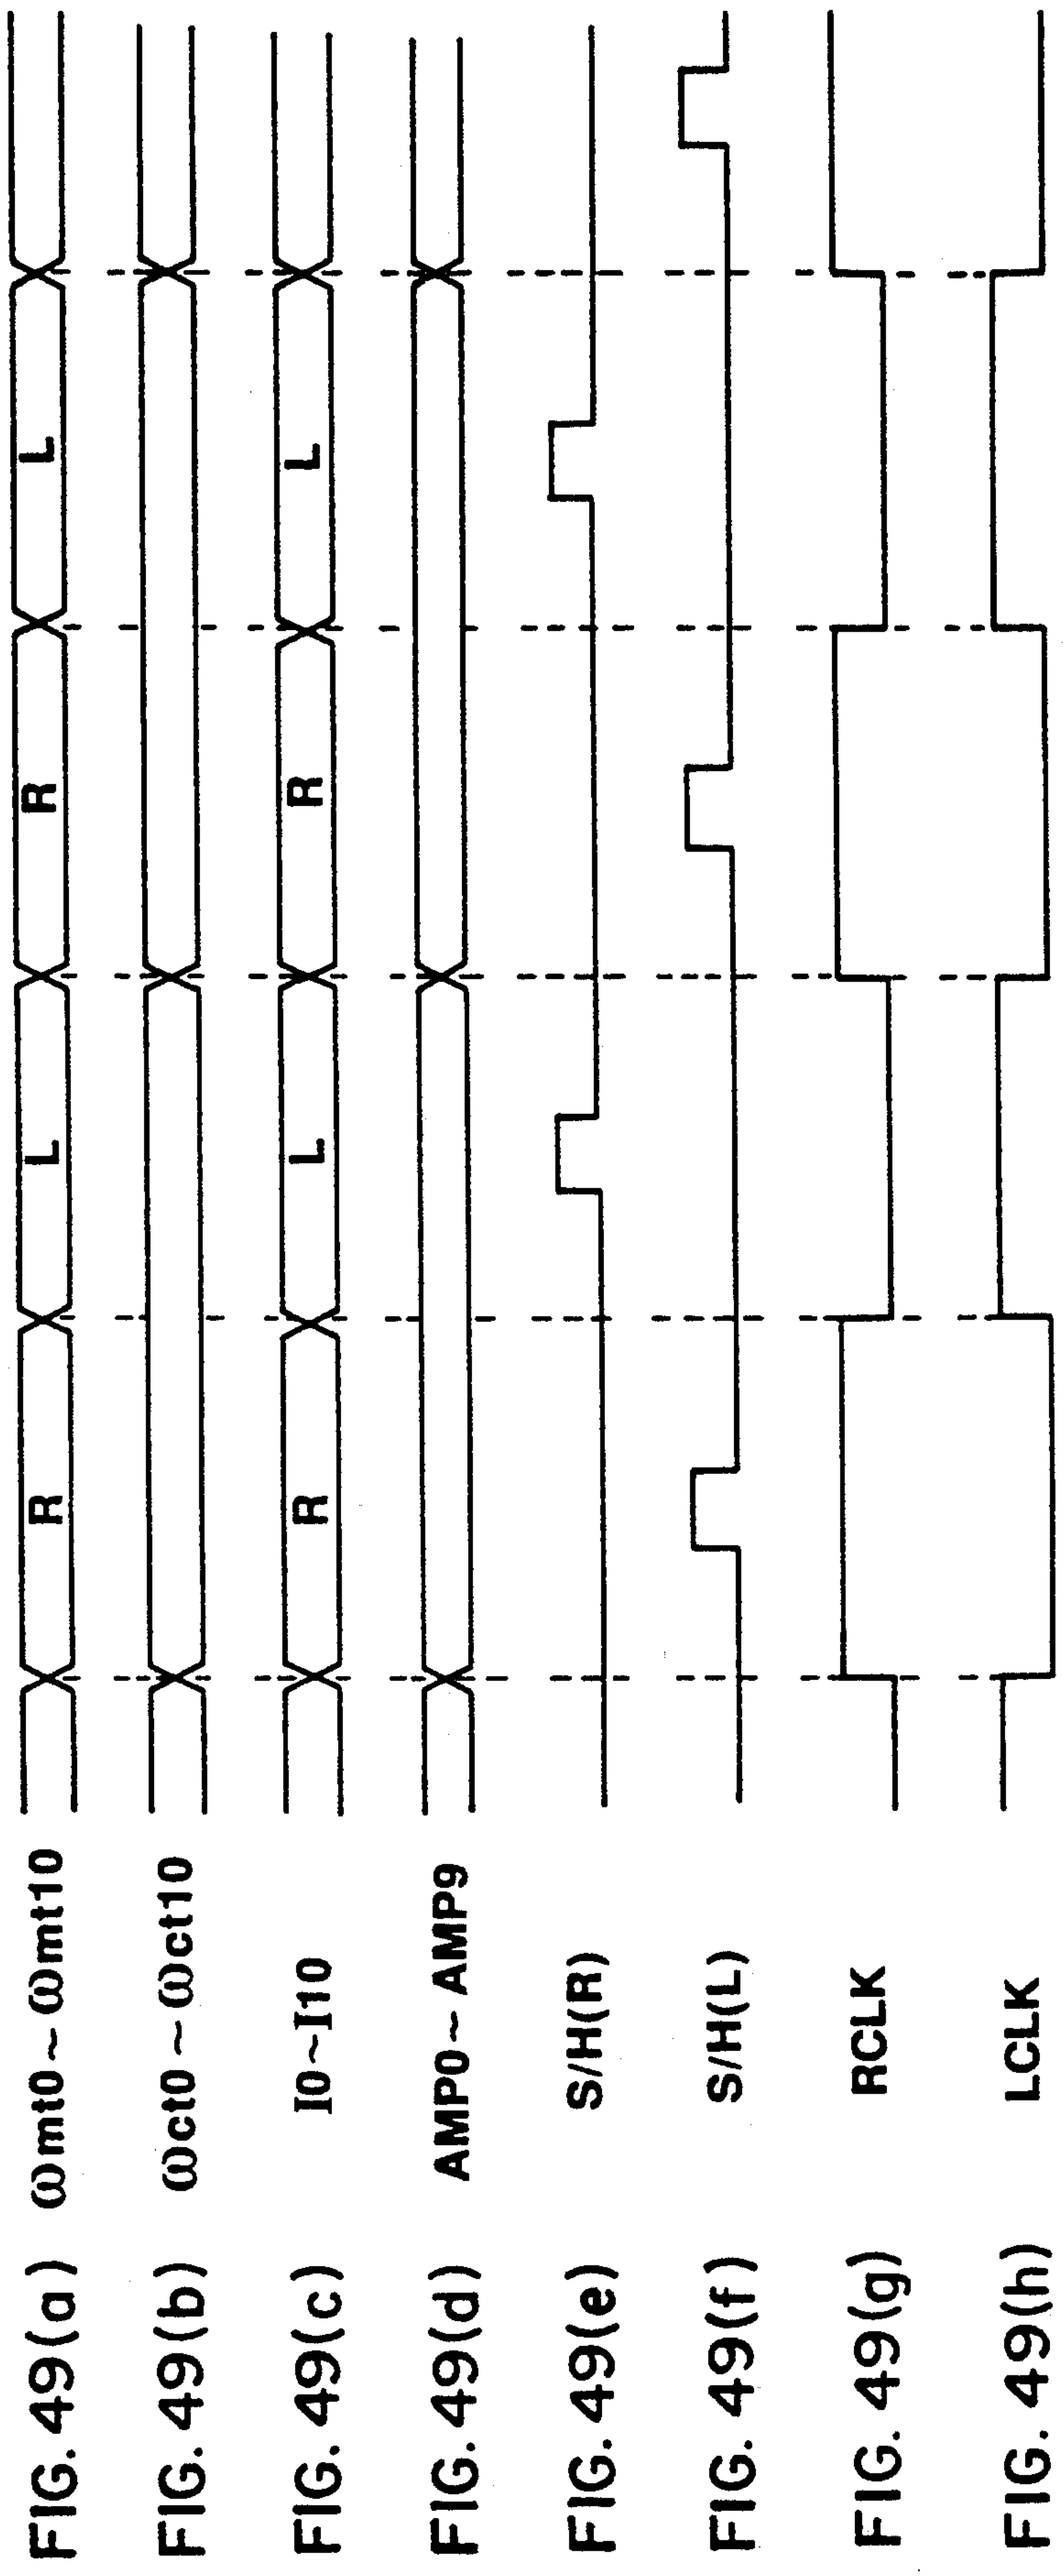 FIG. 49(a) ωmt0~ωmt10 R L R L
FIG. 49(b) ωct0~ωct10
FIG. 49(c) I0~I10 R L R L
FIG. 49(d) AMP0~AMP9
FIG. 49(e) S/H(R)
FIG. 49(f) S/H(L)
FIG. 49(g) RCLK
FIG. 49(h) LCLK